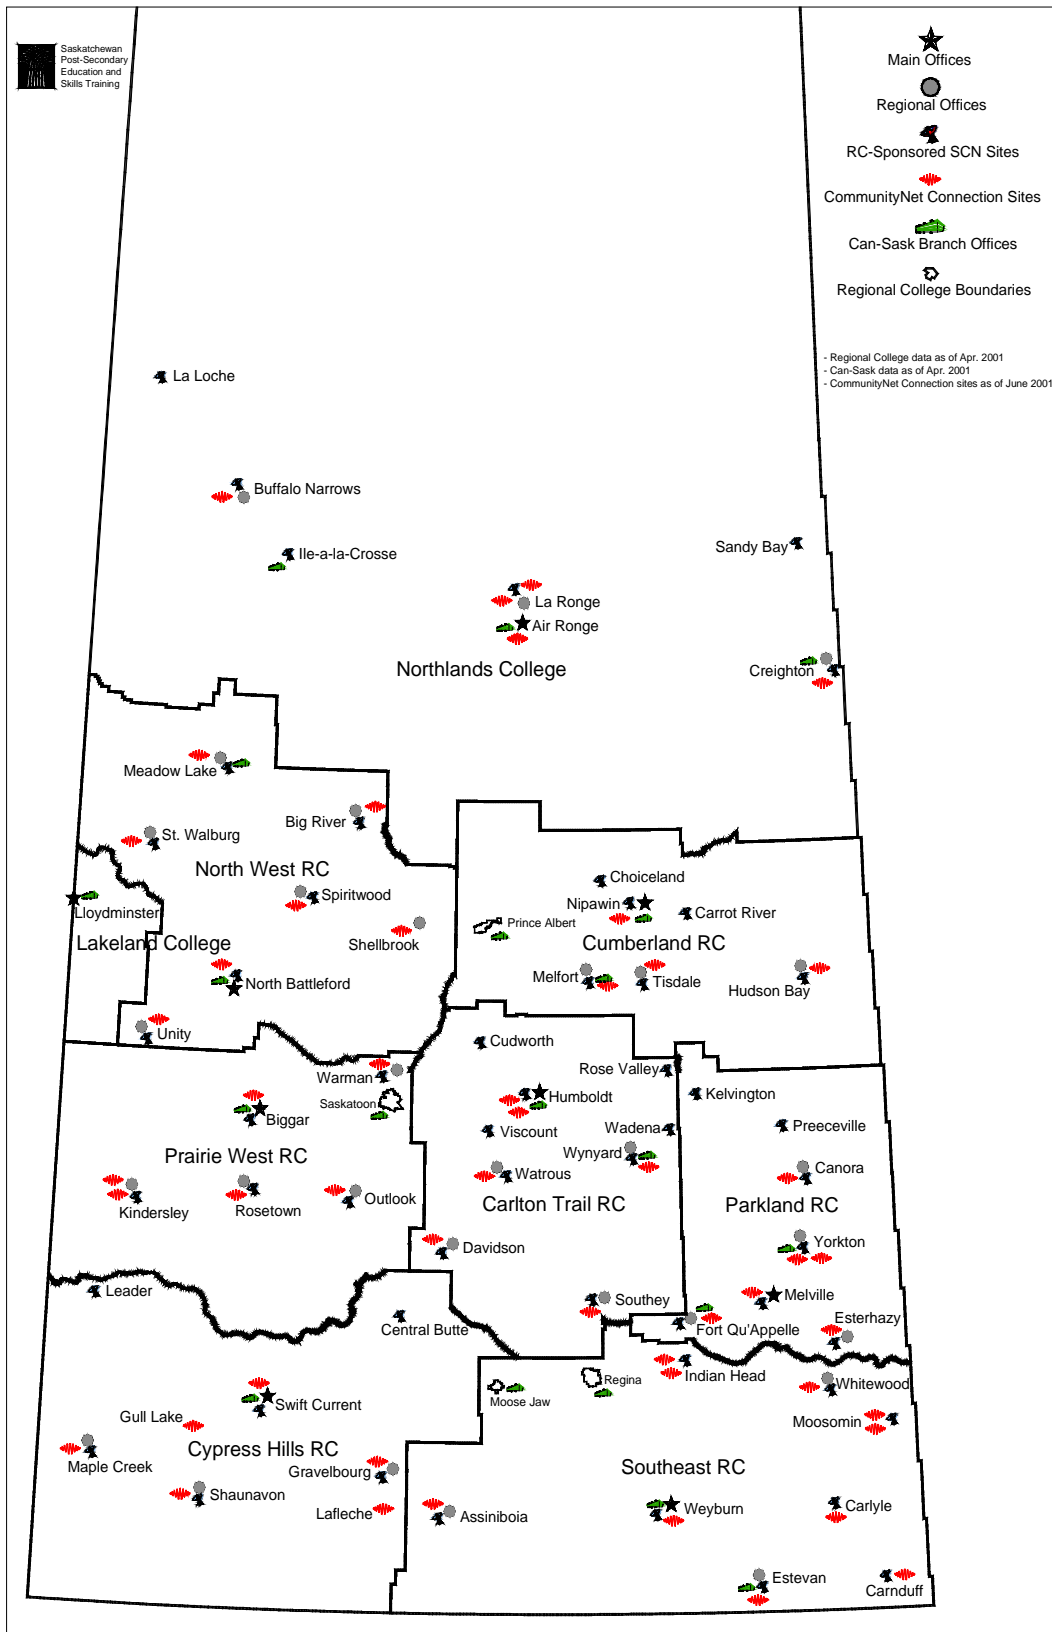 Saskatchewan
Post-Secondary
Education and
Skills Training
Main Offices
Regional Offices
RC-Sponsored SCN Sites
CommunityNet Connection Sites
Can-Sask Branch Offices
Regional College Boundaries
- Regional College data as of Apr. 2001
- Can-Sask data as of Apr. 2001
- CommunityNet Connection sites as of June 2001
La Loche
Buffalo Narrows
Ile-a-la-Crosse
Sandy Bay
La Ronge
Air Ronge
Northlands College
Creighton
Meadow Lake
Big River
St. Walburg
North West RC
Choiceland
Spiritwood
Nipawin
Lloydminster
Carrot River
Prince Albert
Shellbrook
Lakeland College
Cumberland RC
North Battleford
Melfort
Tisdale
Hudson Bay
Unity
Cudworth
Rose Valley
Warman
Saskatoon
Humboldt
Kelvington
Biggar
Viscount
Wadena
Preeceville
Prairie West RC
Wynyard
Watrous
Canora
Kindersley
Rosetown
Outlook
Carlton Trail RC
Parkland RC
Davidson
Yorkton
Leader
Southey
Melville
Central Butte
Fort Qu'Appelle
Esterhazy
Indian Head
Regina
Whitewood
Moose Jaw
Swift Current
Gull Lake
Moosomin
Cypress Hills RC
Maple Creek
Gravelbourg
Southeast RC
Shaunavon
Lafleche
Assiniboia
Weyburn
Carlyle
Estevan
Carnduff